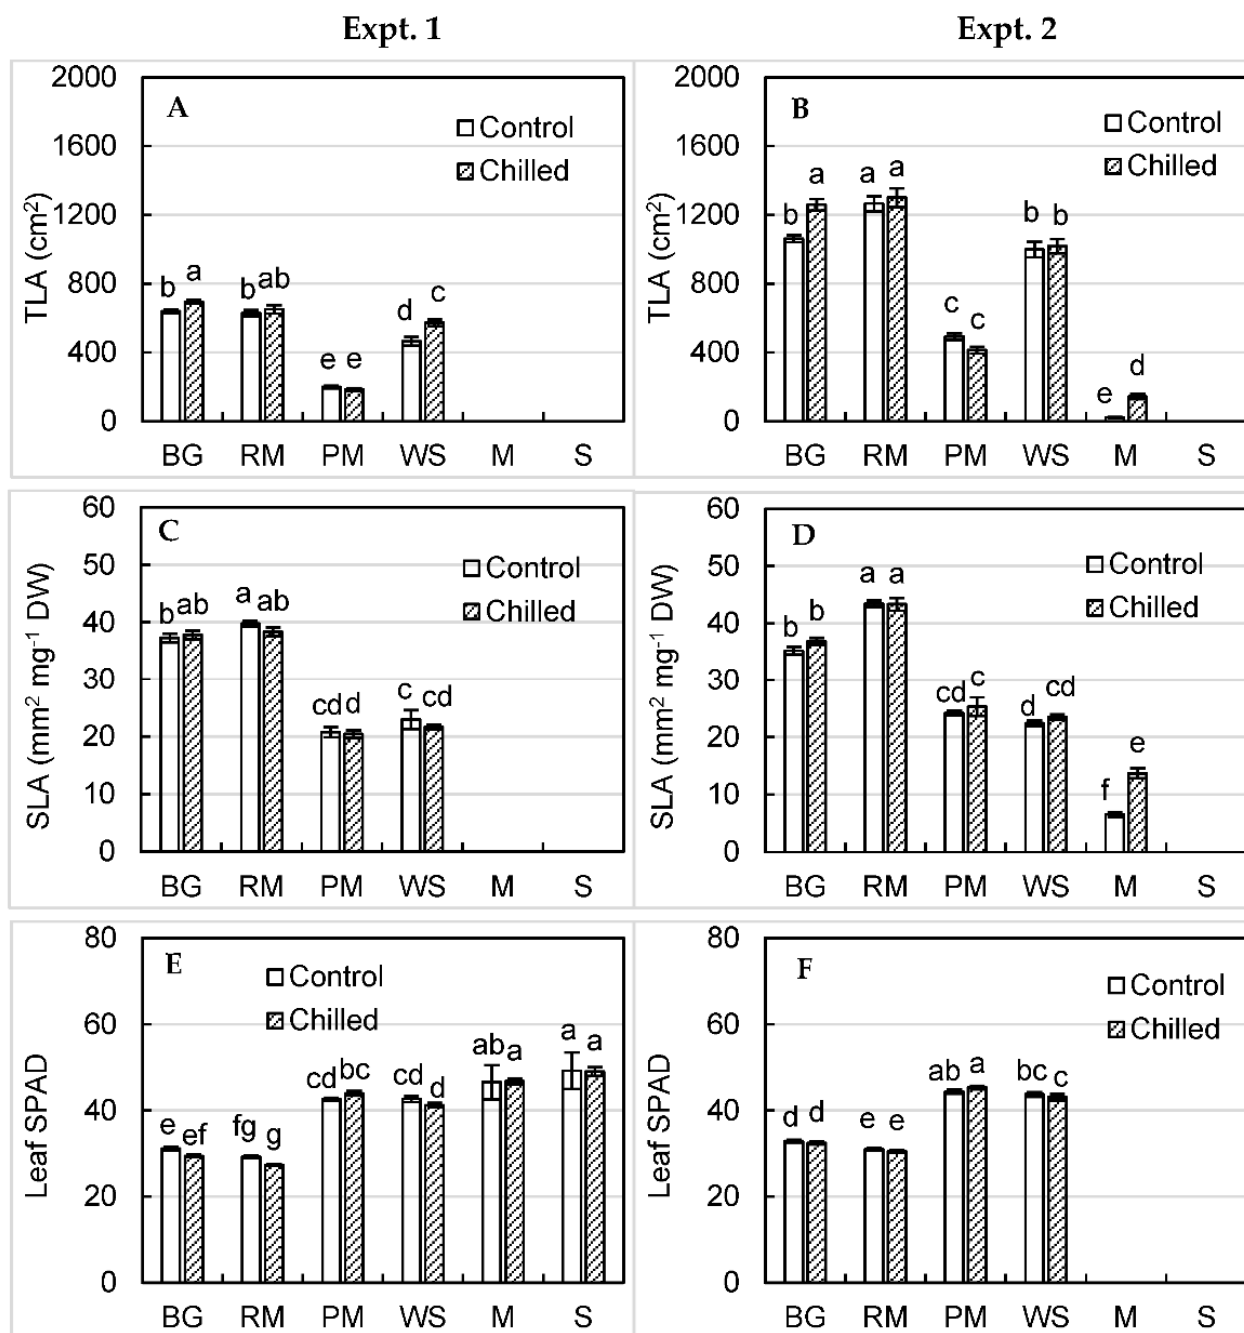 Expt. 1
Expt. 2
A
Control
Chilled
TLA (cm²)
2000
1600
1200
800
400
0
b a b ab e e d c
BG RM PM WS M S
B
Control
Chilled
TLA (cm²)
2000
1600
1200
800
400
0
b a a a c c b b e d
BG RM PM WS M S
C
Control
Chilled
SLA (mm² mg⁻¹ DW)
60
50
40
30
20
10
0
b ab a ab cd d c cd
BG RM PM WS M S
D
Control
Chilled
SLA (mm² mg⁻¹ DW)
60
50
40
30
20
10
0
b b a a cd c d cd f e
BG RM PM WS M S
E
Control
Chilled
Leaf SPAD
80
60
40
20
0
e ef fg g cd bc cd d ab a a a
BG RM PM WS M S
F
Control
Chilled
Leaf SPAD
80
60
40
20
0
d d e e ab a bc c
BG RM PM WS M S